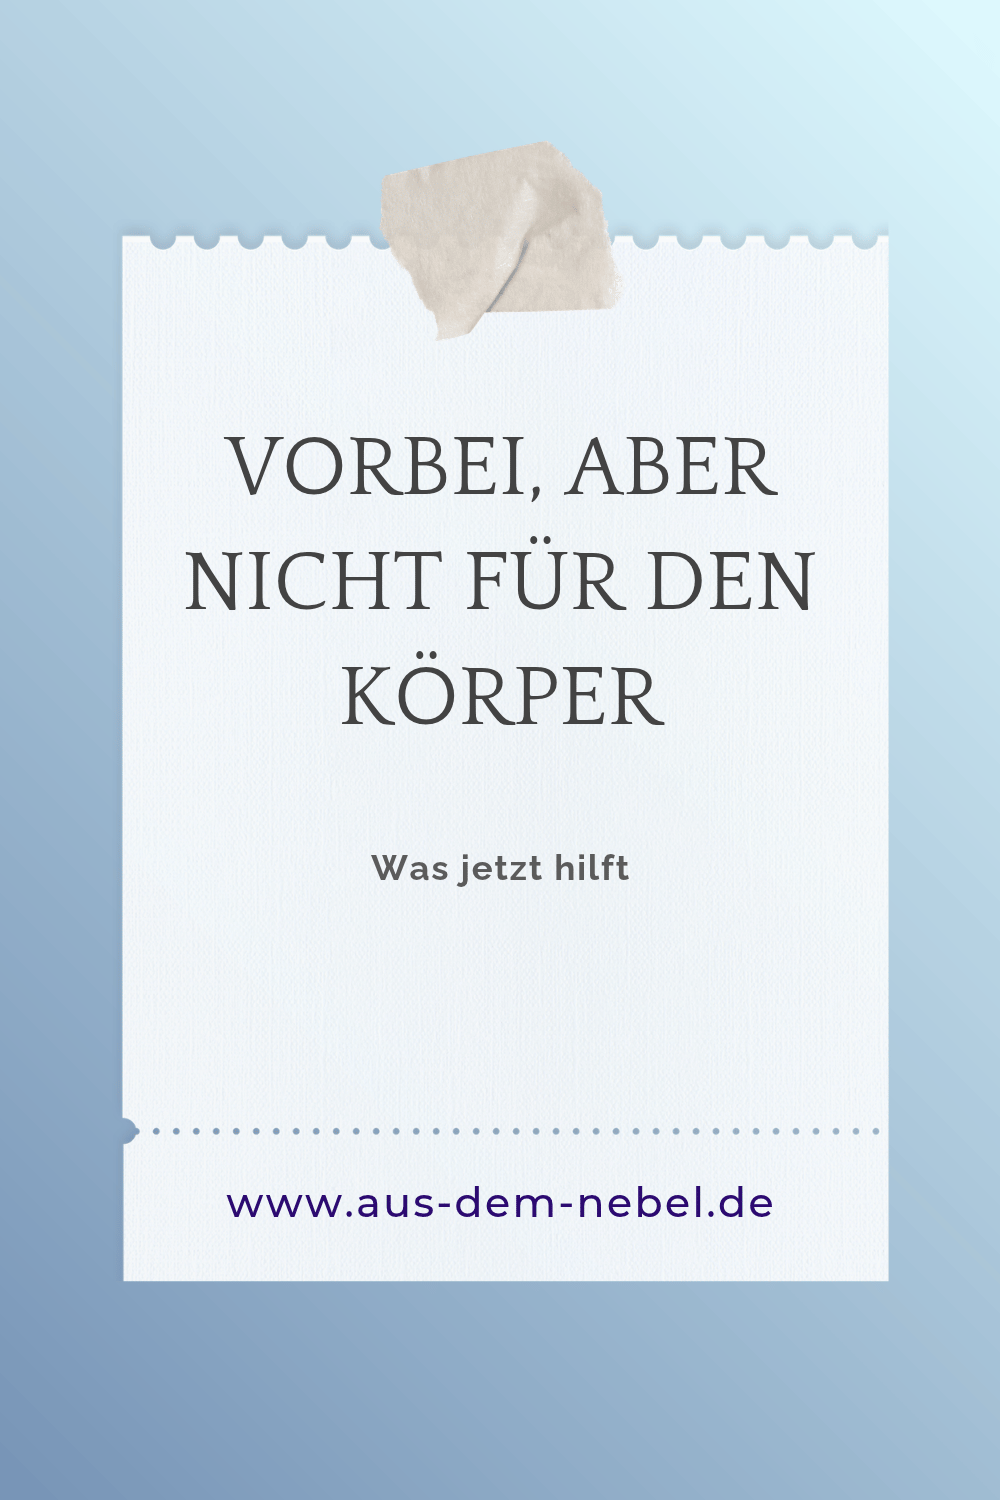 VORBEI, ABER
NICHT FÜR DEN
KÖRPER
Was jetzt hilft
www.aus-dem-nebel.de